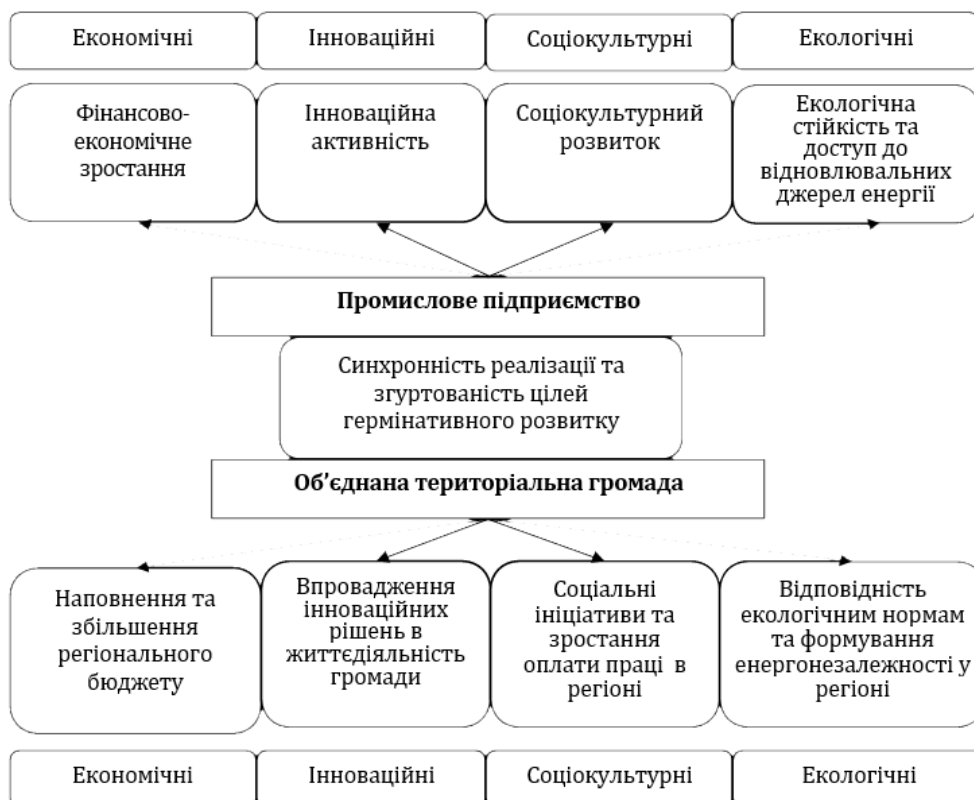 Економічні
Інноваційні
Соціокультурні
Екологічні
Фінансово-
економічне
зростання
Інноваційна
активність
Соціокультурний
розвиток
Екологічна
стійкість та
доступ до
відновлювальних
джерел енергії
Промислове підприємство
Синхронність реалізації та
згуртованість цілей
гермінативного розвитку
Об’єднана територіальна громада
Наповнення та
збільшення
регіонального
бюджету
Впровадження
інноваційних
рішень в
життєдіяльність
громади
Соціальні
ініціативи та
зростання
оплати праці в
регіоні
Відповідність
екологічним нормам
та формування
енергонезалежності у
регіоні
Економічні
Інноваційні
Соціокультурні
Екологічні